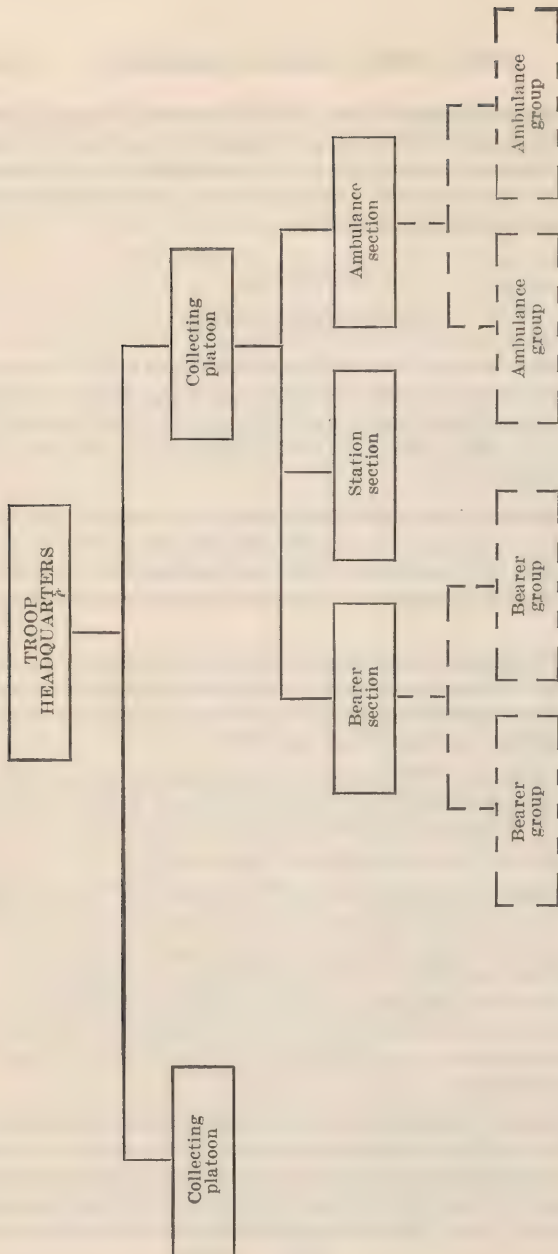 TROOP
HEADQUARTERS
Collecting
platoon
Collecting
platoon
Bearer
section
Station
section
Ambulance
section
Bearer
group
Bearer
group
Ambulance
group
Ambulance
group